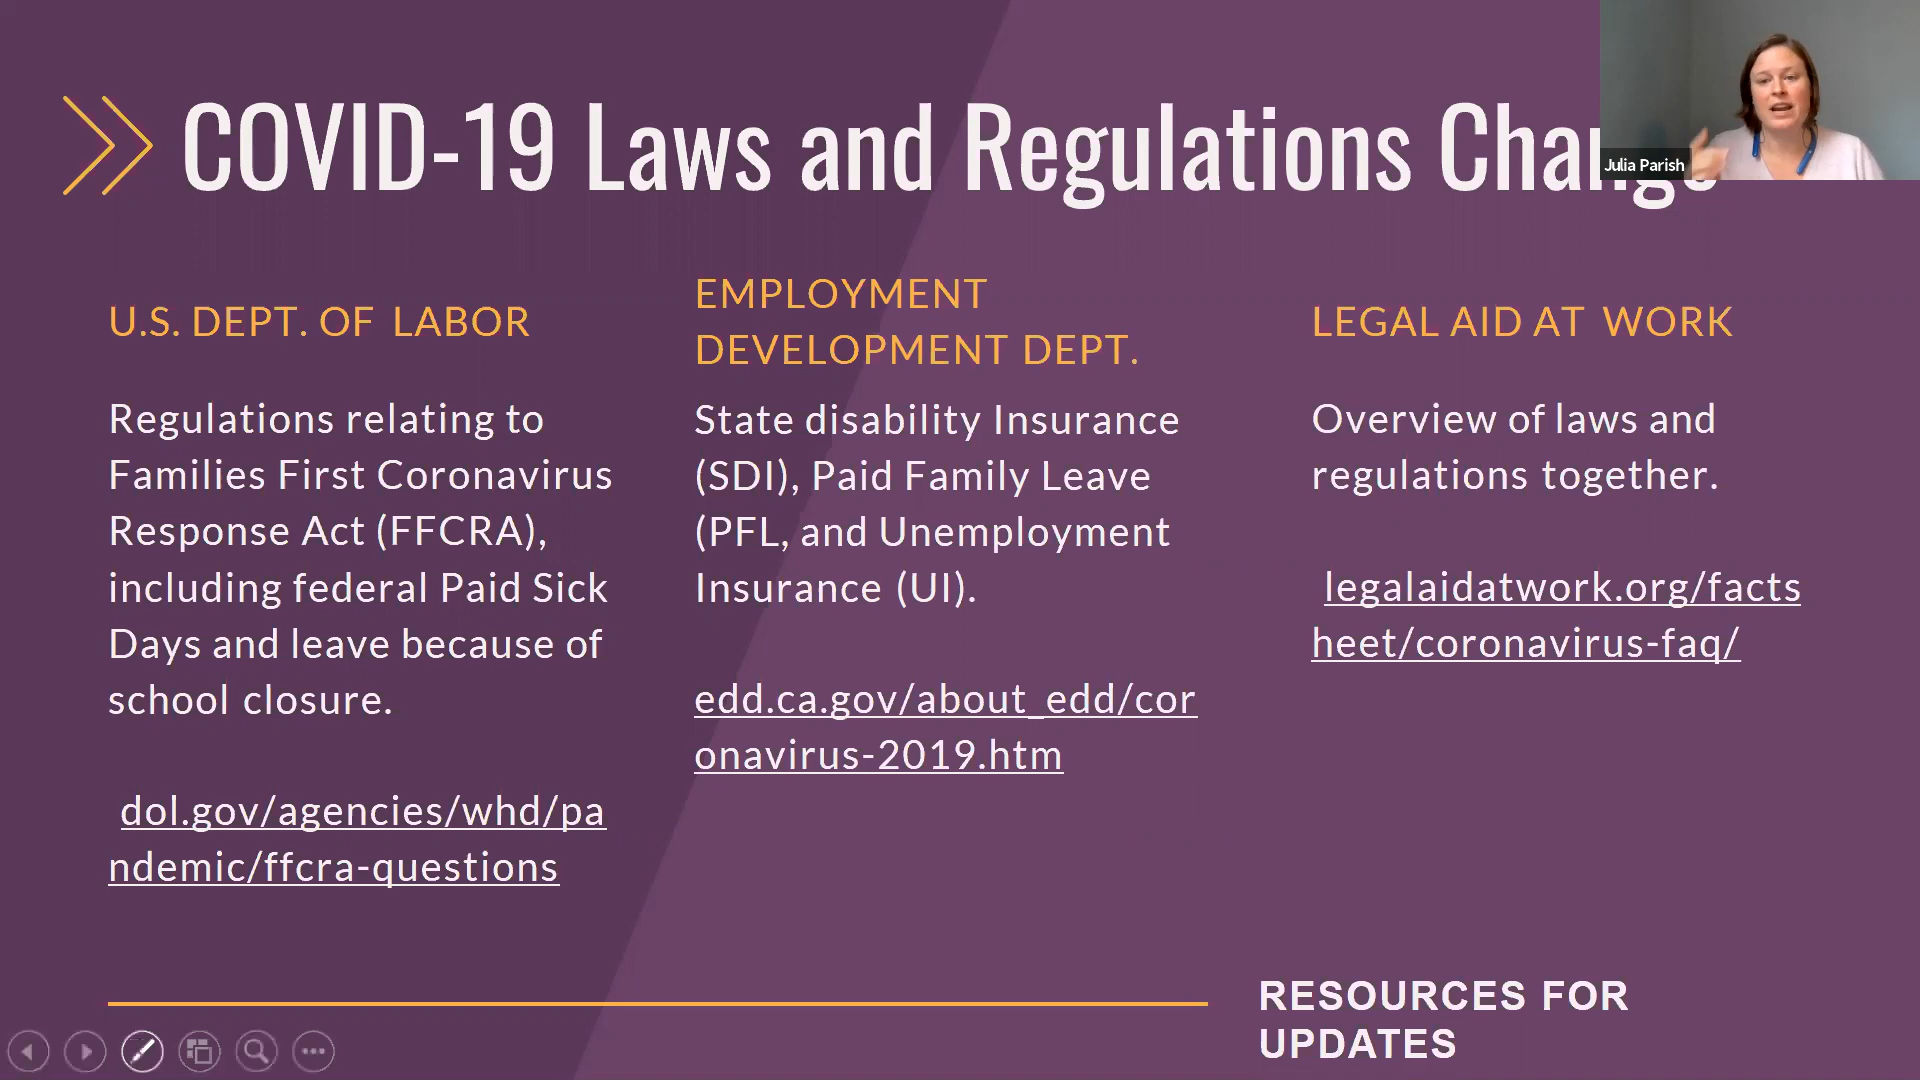 COVID-19 Laws and Regulations Change
Julia Parish
U.S. DEPT. OF LABOR
Regulations relating to
Families First Coronavirus
Response Act (FFCRA),
including federal Paid Sick
Days and leave because of
school closure.
dol.gov/agencies/whd/pa
ndemic/ffcra-questions
EMPLOYMENT
DEVELOPMENT DEPT.
State disability Insurance
(SDI), Paid Family Leave
(PFL, and Unemployment
Insurance (UI).
edd.ca.gov/about_edd/cor
onavirus-2019.htm
LEGAL AID AT WORK
Overview of laws and
regulations together.
legalaidatwork.org/facts
heet/coronavirus-faq/
RESOURCES FOR
UPDATES